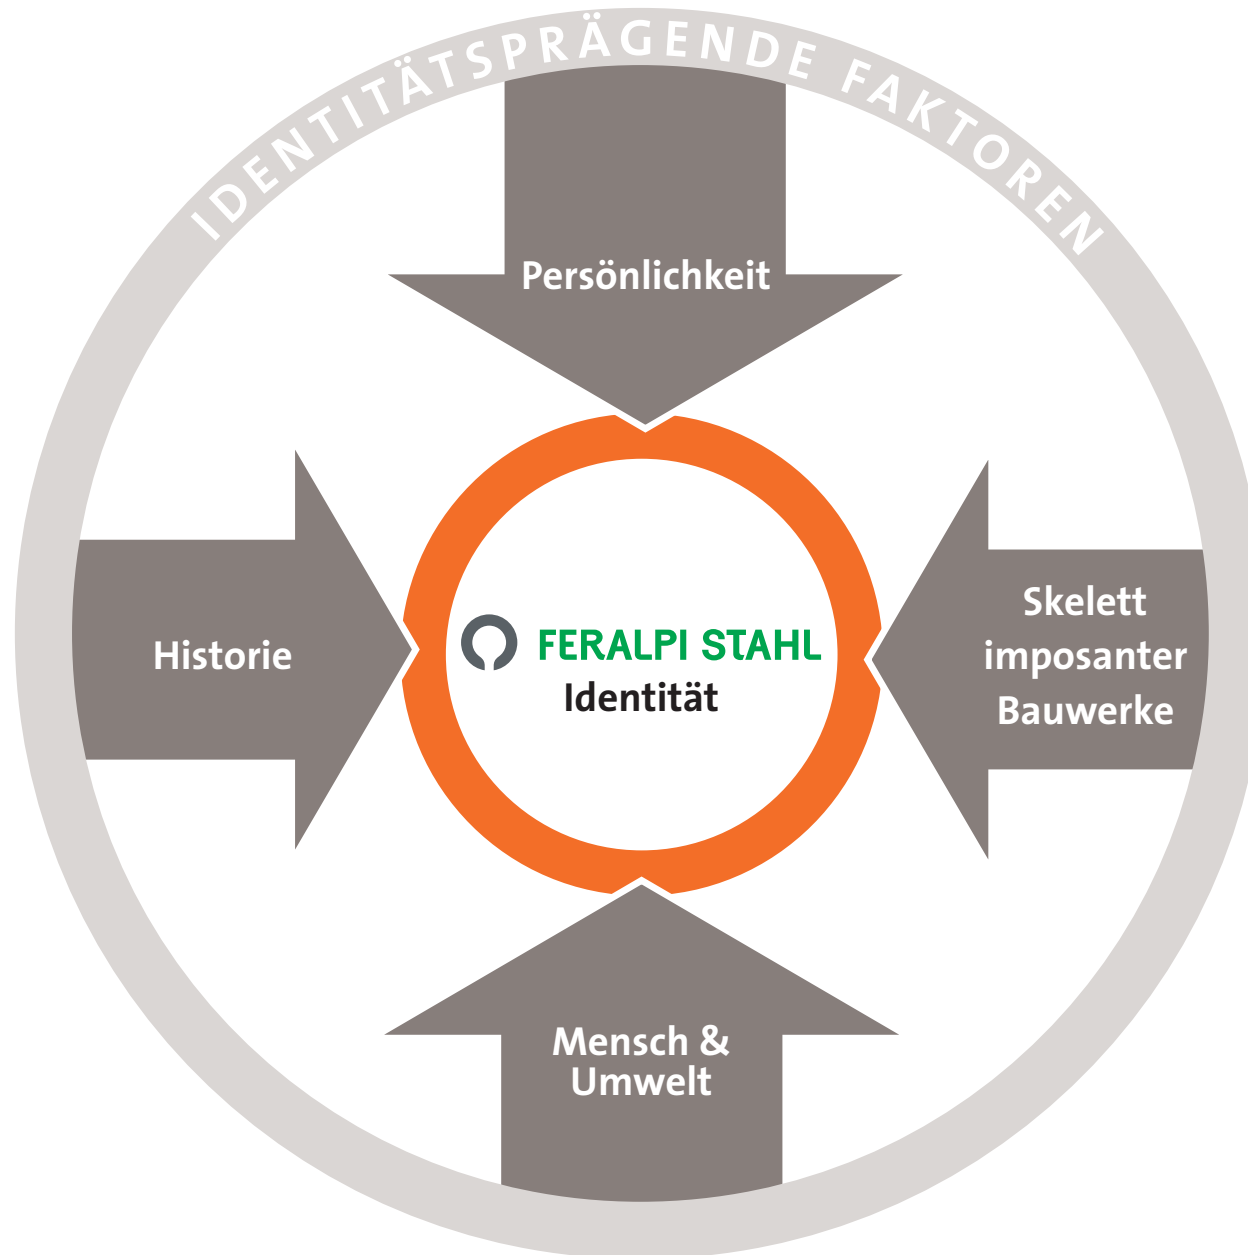 IDENTITÄTSPRÄGENDE FAKTOREN
Persönlichkeit
Historie
FERALPI STAHL
Identität
Skelett
imposanter
Bauwerke
Mensch &
Umwelt